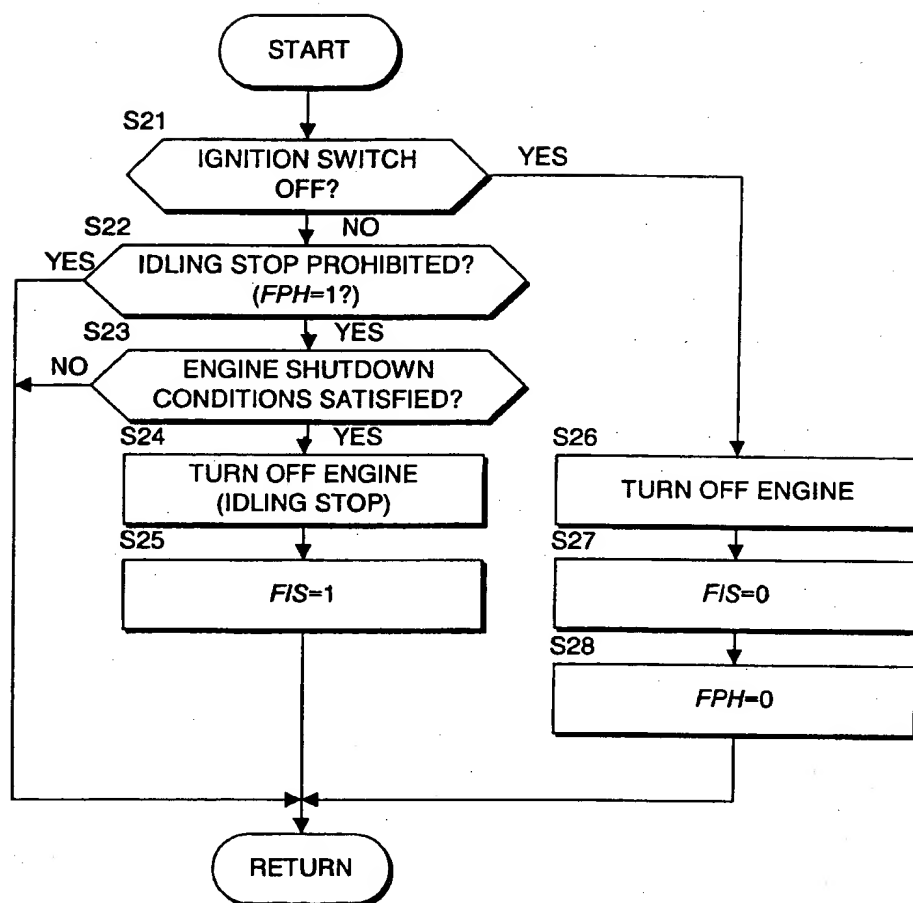 START
S21
IGNITION SWITCH
OFF?
YES
NO
S22
YES
IDLING STOP PROHIBITED?
(FPH=1?)
YES
S23
NO
ENGINE SHUTDOWN
CONDITIONS SATISFIED?
YES
S24
TURN OFF ENGINE
(IDLING STOP)
S25
FIS=1
S26
TURN OFF ENGINE
S27
FIS=0
S28
FPH=0
RETURN